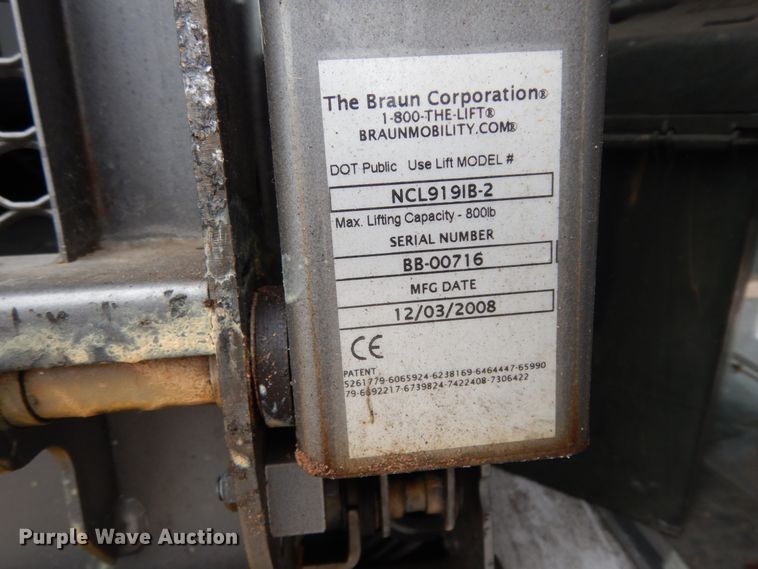 The Braun Corporation®
1-800-THE-LIFT®
BRAUNMOBILITY.COM®
DOT Public Use Lift MODEL #
NCL919IB-2
Max. Lifting Capacity - 800lb
SERIAL NUMBER
BB-00716
MFG DATE
12/03/2008
CE
PATENT
5261779-6065924-6238169-6464447-65990
79-6692217-6739824-7422408-7306422
Purple Wave Auction